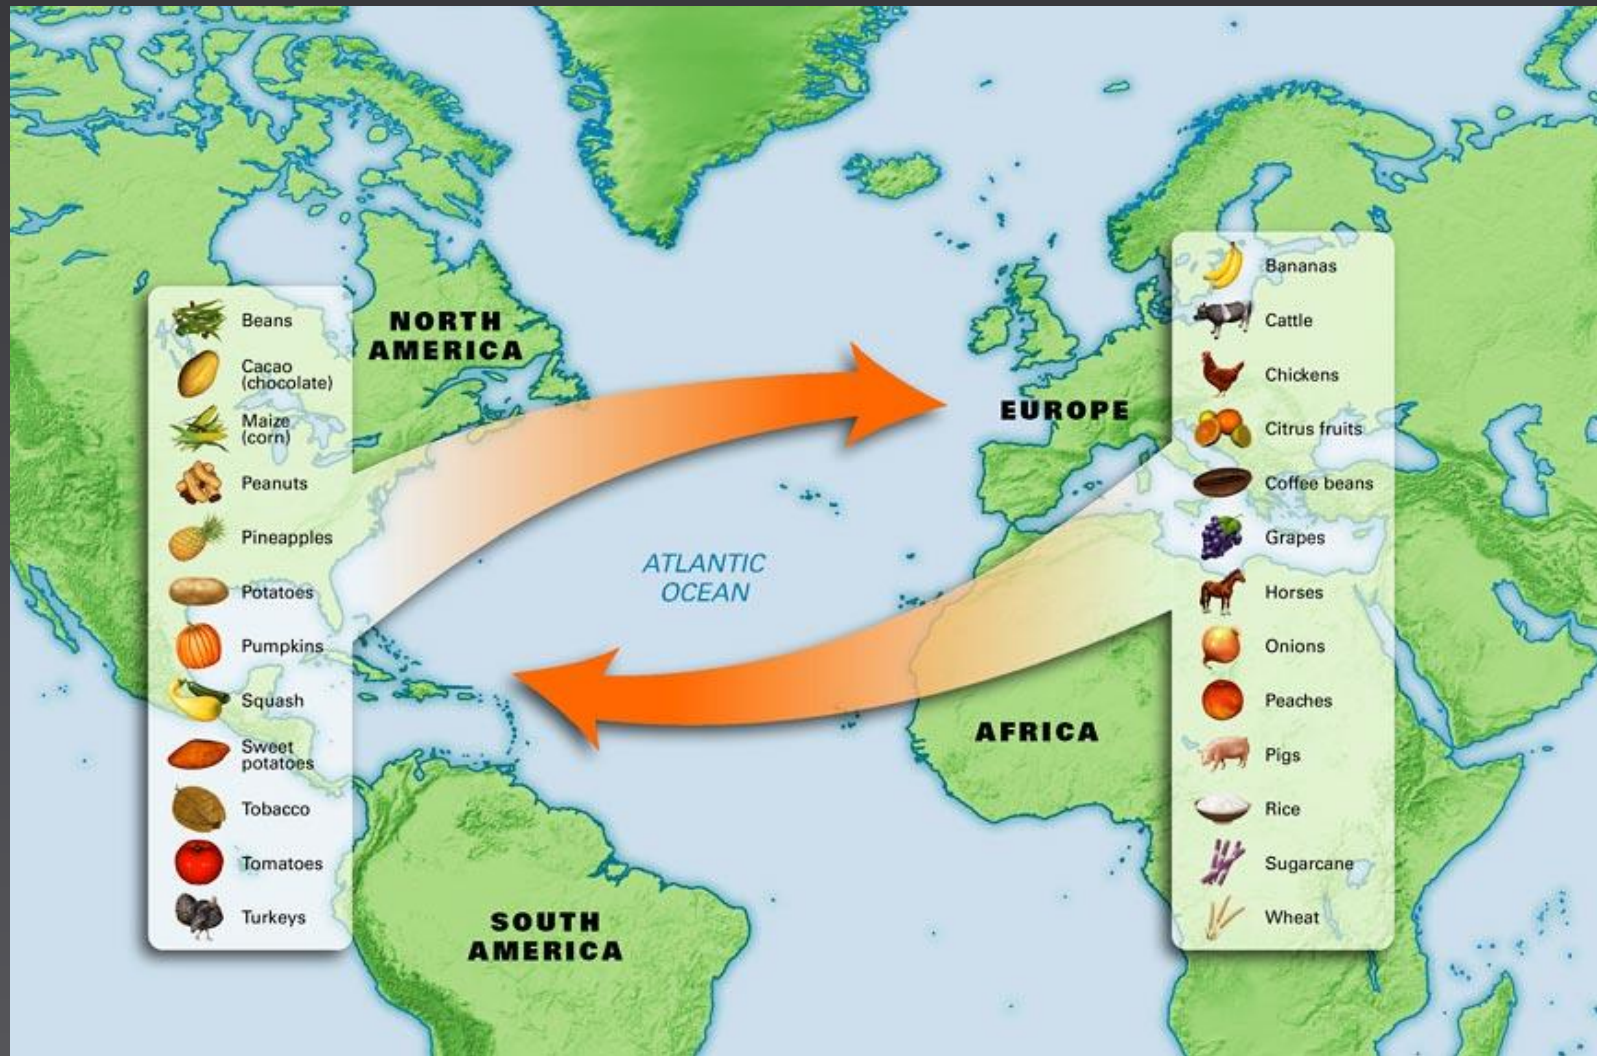 NORTH
AMERICA
Beans
Cacao
(chocolate)
Maize
(corn)
Peanuts
Pineapples
Potatoes
Pumpkins
Squash
Sweet
potatoes
Tobacco
Tomatoes
Turkeys
ATLANTIC
OCEAN
SOUTH
AMERICA
EUROPE
AFRICA
Bananas
Cattle
Chickens
Citrus fruits
Coffee beans
Grapes
Horses
Onions
Peaches
Pigs
Rice
Sugarcane
Wheat